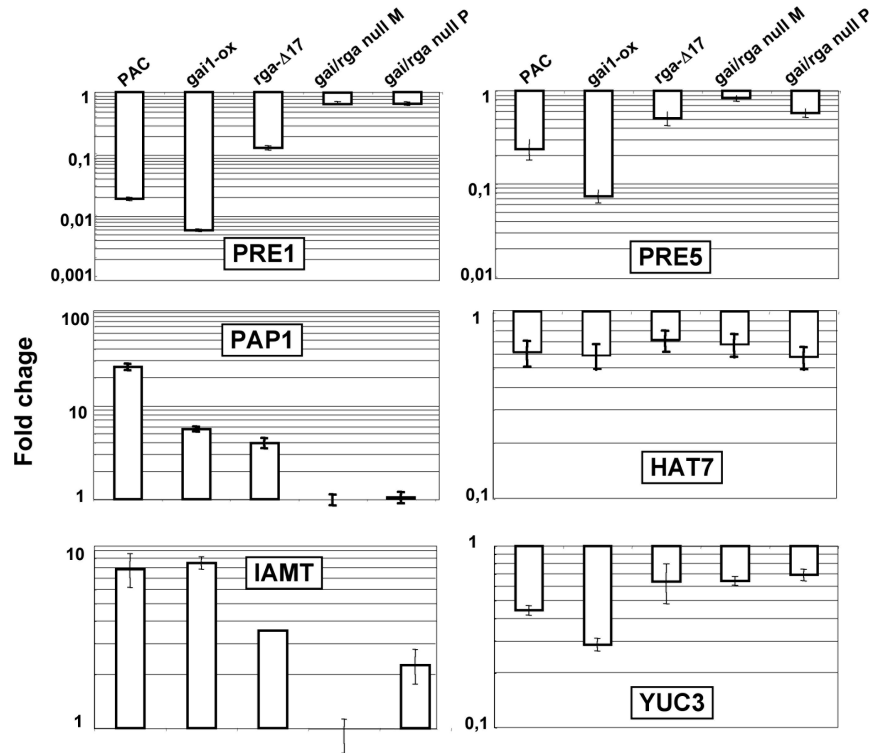 PAC gai1-ox rga-Δ17 gai/rga null M gai/rga null P
1
0,1
0,01
0,001
PRE1
PAC gai1-ox rga-Δ17 gai/rga null M gai/rga null P
1
0,1
0,01
PRE5
Fold chage
100
10
1
PAP1
1
0,1
HAT7
10
1
IAMT
1
0,1
YUC3